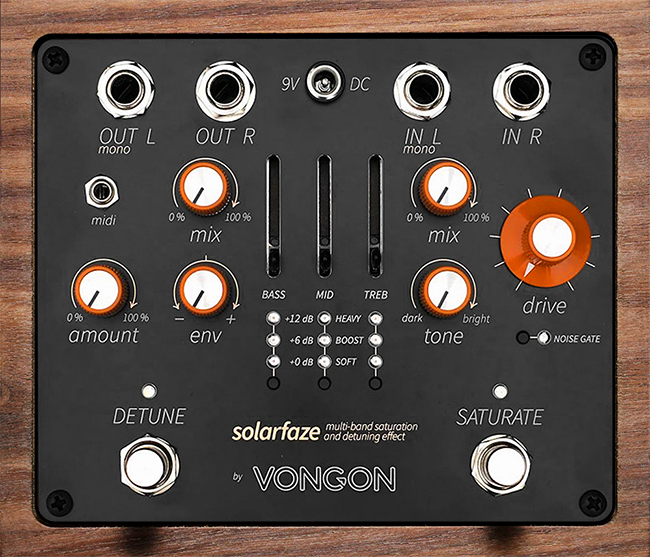 9V DC
OUT L
mono
OUT R
IN L
mono
IN R
midi
0 % 100 %
mix
0 % 100 %
mix
0 % 100 %
amount
– +
env
BASS MID TREB
dark bright
tone
drive
+12 dB HEAVY
+6 dB BOOST
+0 dB SOFT
NOISE GATE
DETUNE
SATURATE
solarfaze multi-band saturation
and detuning effect
by VONGON